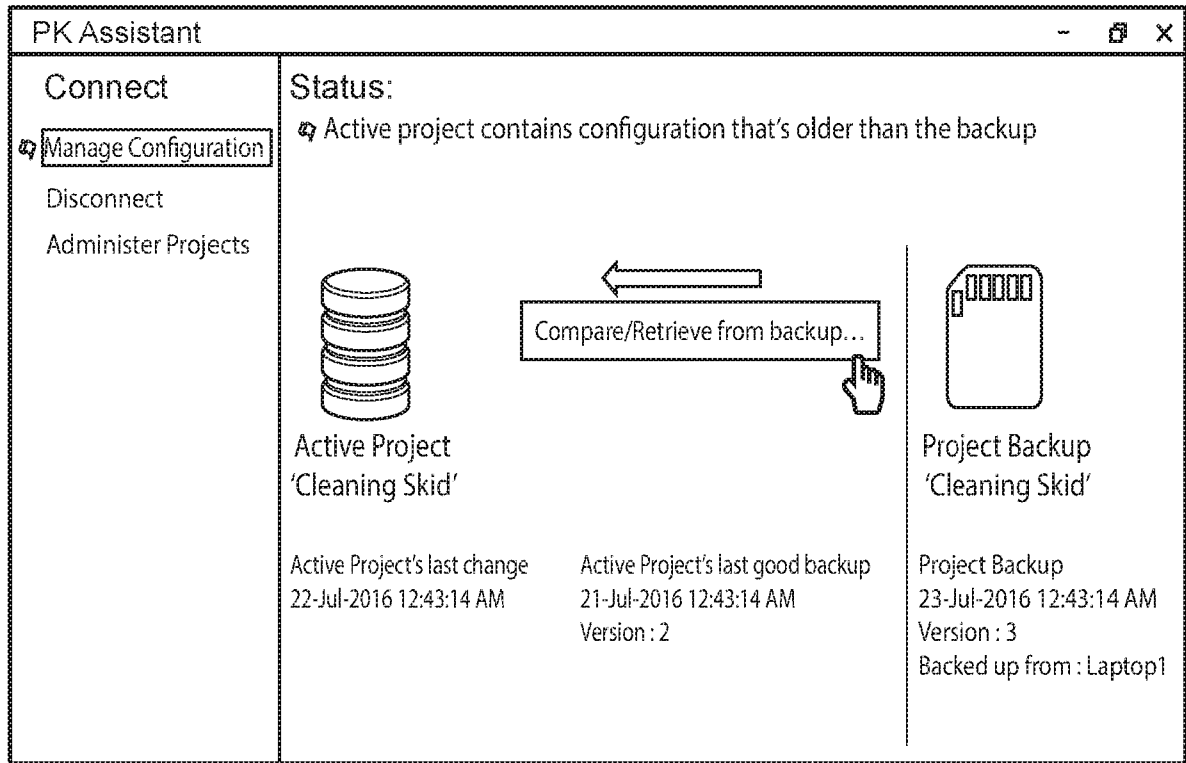 PK Assistant
Connect
Manage Configuration
Disconnect
Administer Projects
Status:
Active project contains configuration that's older than the backup
Compare/Retrieve from backup...
Active Project
'Cleaning Skid'
Project Backup
'Cleaning Skid'
Active Project's last change
22-Jul-2016 12:43:14 AM
Active Project's last good backup
21-Jul-2016 12:43:14 AM
Version : 2
Project Backup
23-Jul-2016 12:43:14 AM
Version : 3
Backed up from : Laptop1